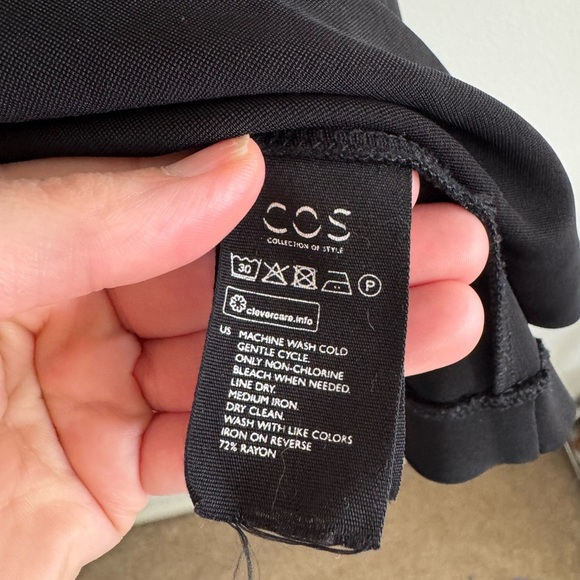 COS
COLLECTION OF STYLE
30 P
clevercare.info
US MACHINE WASH COLD
GENTLE CYCLE
ONLY NON-CHLORINE
BLEACH WHEN NEEDED.
LINE DRY.
MEDIUM IRON.
DRY CLEAN.
WASH WITH LIKE COLORS
IRON ON REVERSE
72% RAYON